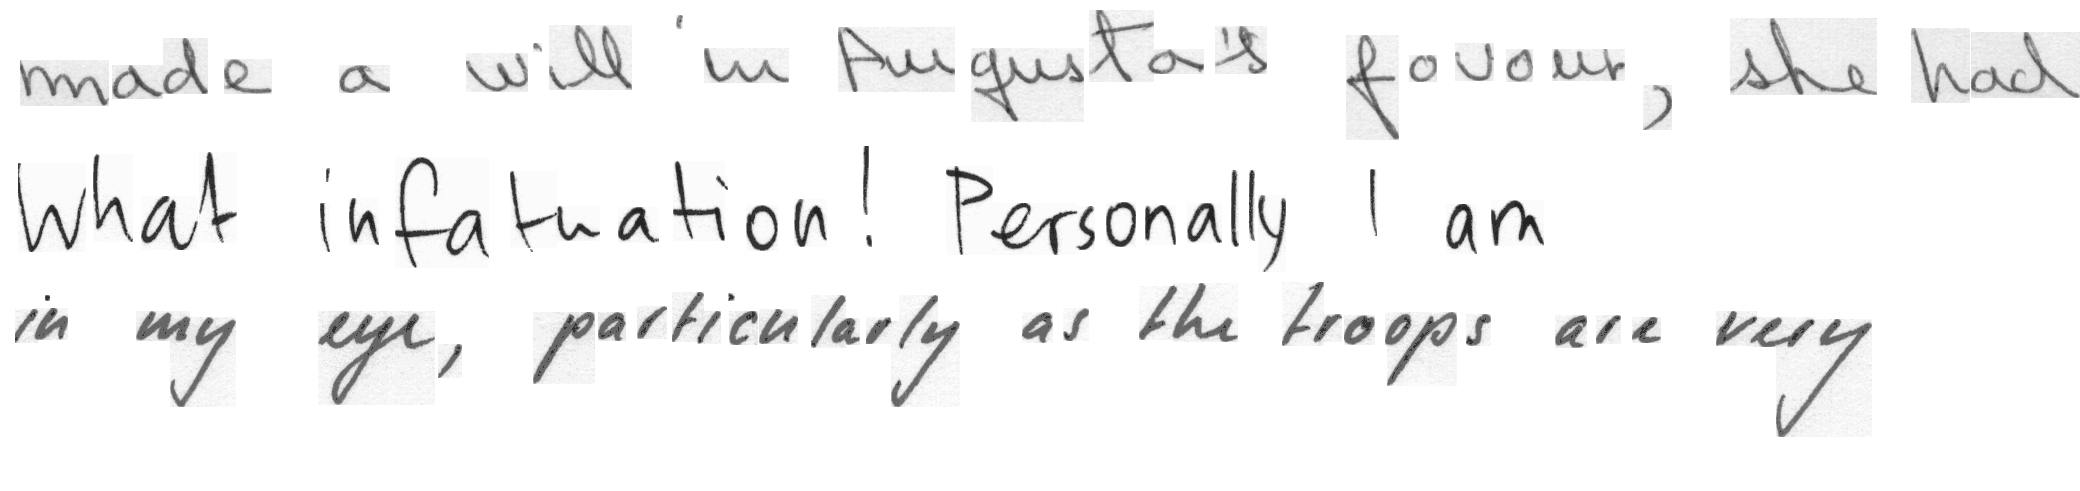 made a will in Augusta's favour, she had
What infatuation! Personally I am
in my eye, particularly as the troops are very